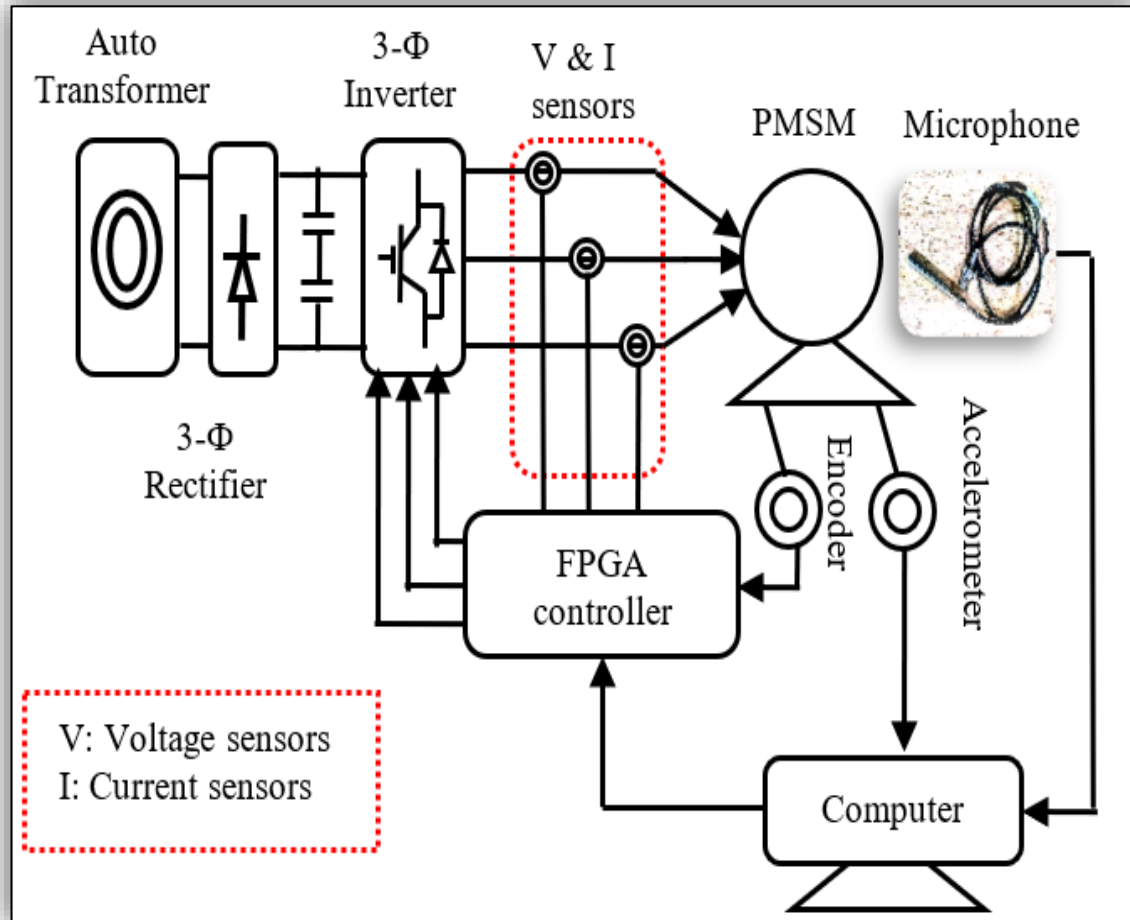 Auto
Transformer
3-Φ
Inverter
V & I
sensors
PMSM
Microphone
3-Φ
Rectifier
Encoder
Accelerometer
FPGA
controller
V: Voltage sensors
I: Current sensors
Computer